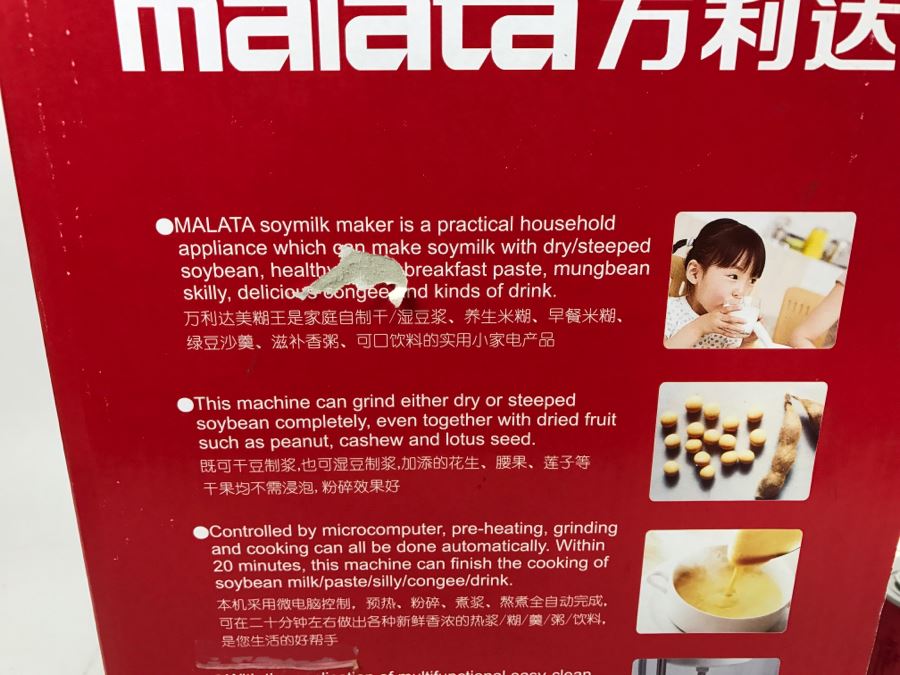 malata 万利达
MALATA soymilk maker is a practical household
appliance which can make soymilk with dry/steeped
soybean, healthy breakfast paste, mungbean
skilly, delicious congee and kinds of drink.
万利达美糊王是家庭自制干/湿豆浆、养生米糊、早餐米糊、
绿豆沙羹、滋补香粥、可口饮料的实用小家电产品
This machine can grind either dry or steeped
soybean completely, even together with dried fruit
such as peanut, cashew and lotus seed.
既可干豆制浆,也可湿豆制浆,加添的花生、腰果、莲子等
干果均不需浸泡,粉碎效果好
Controlled by microcomputer, pre-heating, grinding
and cooking can all be done automatically. Within
20 minutes, this machine can finish the cooking of
soybean milk/paste/silly/congee/drink.
本机采用微电脑控制，预热、粉碎、煮浆、熬煮全自动完成，
可在二十分钟左右做出各种新鲜香浓的热浆/糊/羹/粥/饮料，
是您生活的好帮手
With the application of multifunctional easy-clean